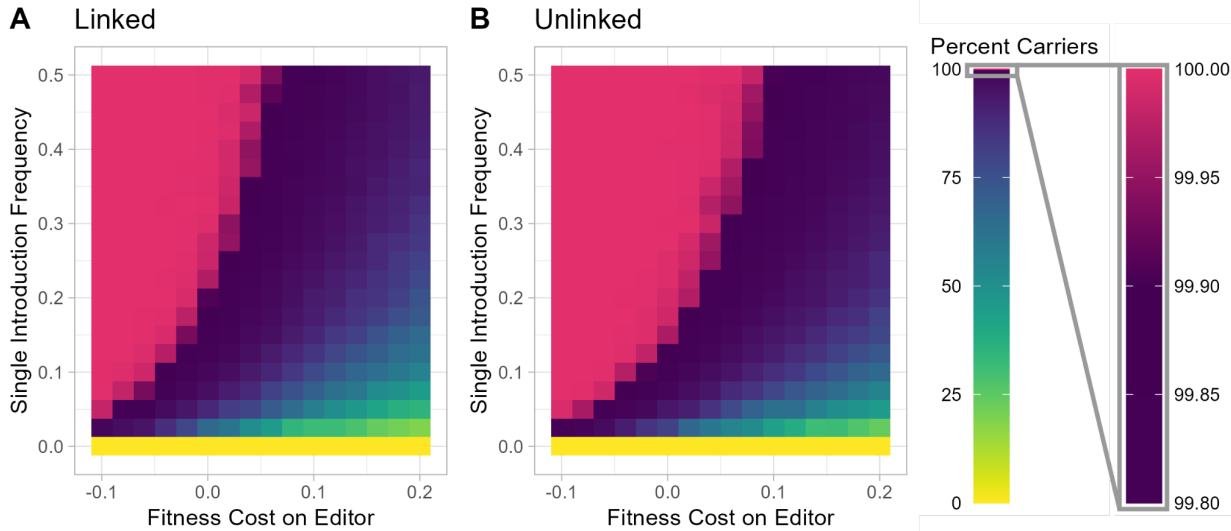 A Linked
Single Introduction Frequency
0.5
0.4
0.3
0.2
0.1
0.0
-0.1 0.0 0.1 0.2
Fitness Cost on Editor
B Unlinked
Single Introduction Frequency
0.5
0.4
0.3
0.2
0.1
0.0
-0.1 0.0 0.1 0.2
Fitness Cost on Editor
Percent Carriers
100
75
50
25
0
100.00
99.95
99.90
99.85
99.80